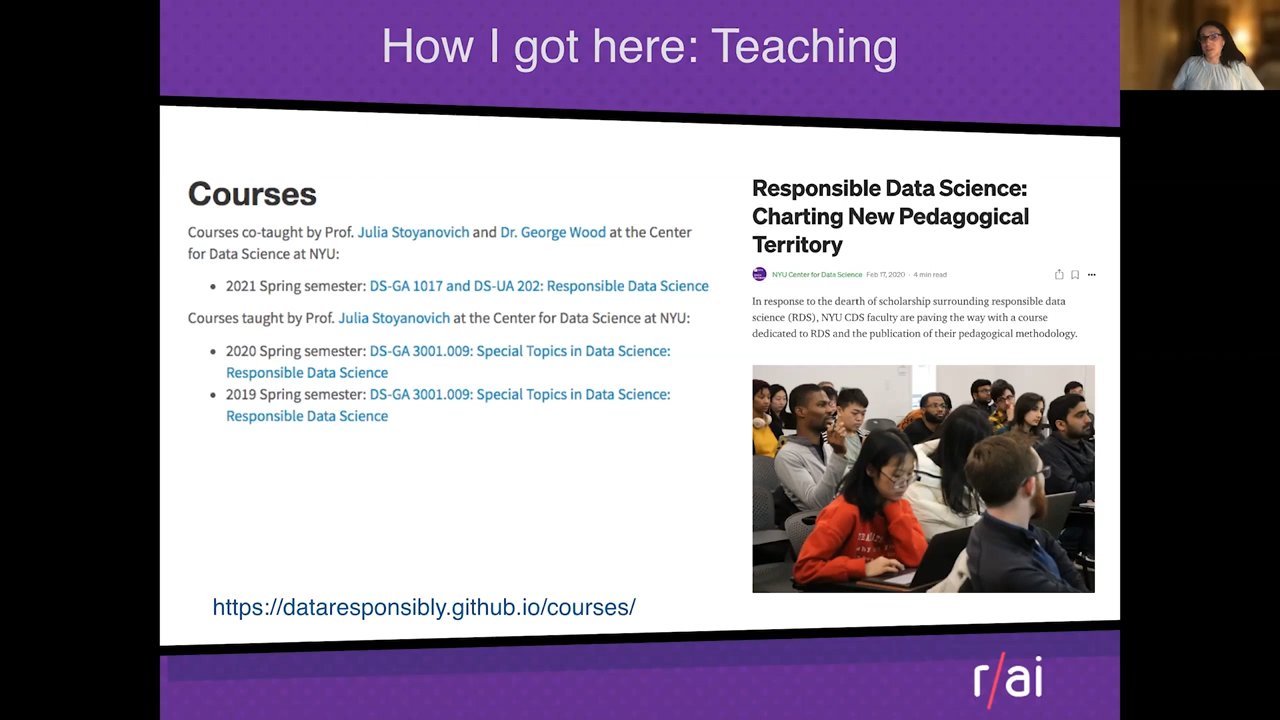 How I got here: Teaching
Courses
Courses co-taught by Prof. Julia Stoyanovich and Dr. George Wood at the Center
for Data Science at NYU:
• 2021 Spring semester: DS-GA 1017 and DS-UA 202: Responsible Data Science
Courses taught by Prof. Julia Stoyanovich at the Center for Data Science at NYU:
• 2020 Spring semester: DS-GA 3001.009: Special Topics in Data Science:
Responsible Data Science
• 2019 Spring semester: DS-GA 3001.009: Special Topics in Data Science:
Responsible Data Science
https://dataresponsibly.github.io/courses/
Responsible Data Science:
Charting New Pedagogical
Territory
NYU Center for Data Science Feb 17, 2020 · 4 min read
In response to the dearth of scholarship surrounding responsible data
science (RDS), NYU CDS faculty are paving the way with a course
dedicated to RDS and the publication of their pedagogical methodology.
r/ai